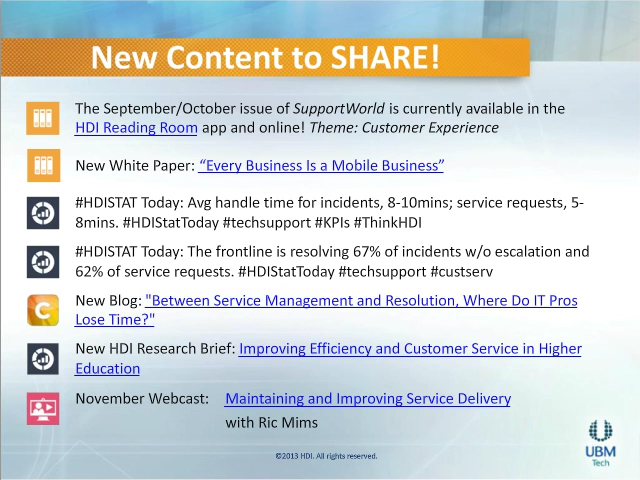 New Content to SHARE!
The September/October issue of SupportWorld is currently available in the
HDI Reading Room app and online! Theme: Customer Experience
New White Paper: “Every Business Is a Mobile Business”
#HDISTAT Today: Avg handle time for incidents, 8-10mins; service requests, 5-
8mins. #HDIStatToday #techsupport #KPIs #ThinkHDI
#HDISTAT Today: The frontline is resolving 67% of incidents w/o escalation and
62% of service requests. #HDIStatToday #techsupport #custserv
C
New Blog: "Between Service Management and Resolution, Where Do IT Pros
Lose Time?"
New HDI Research Brief: Improving Efficiency and Customer Service in Higher
Education
November Webcast: Maintaining and Improving Service Delivery
with Ric Mims
©2013 HDI. All rights reserved.
UBM
Tech